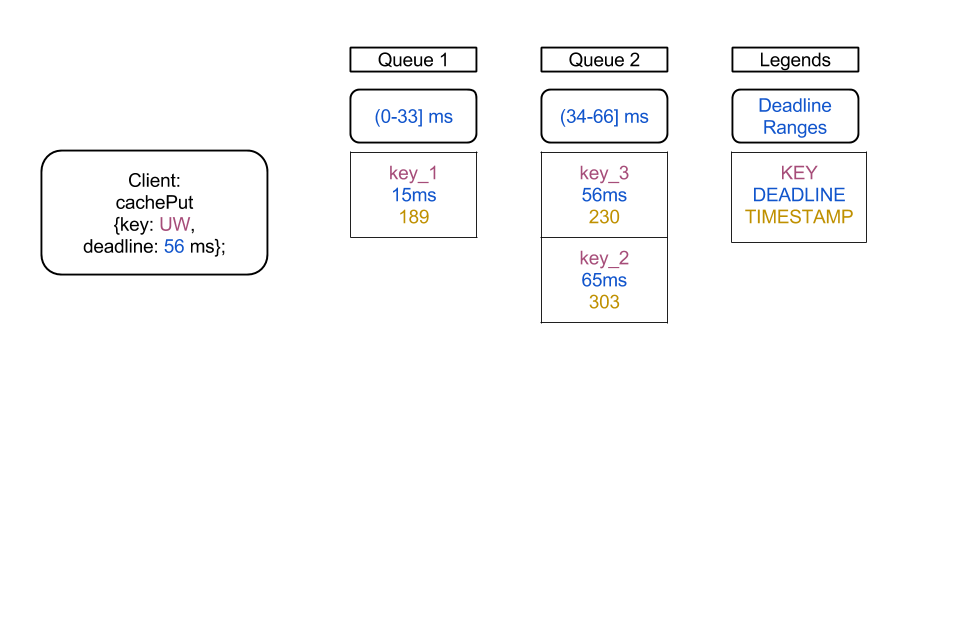 Queue 1
Queue 2
Legends
(0-33] ms
(34-66] ms
Deadline
Ranges
Client:
cachePut
{key: UW,
deadline: 56 ms};
key_1
15ms
189
key_3
56ms
230
key_2
65ms
303
KEY
DEADLINE
TIMESTAMP